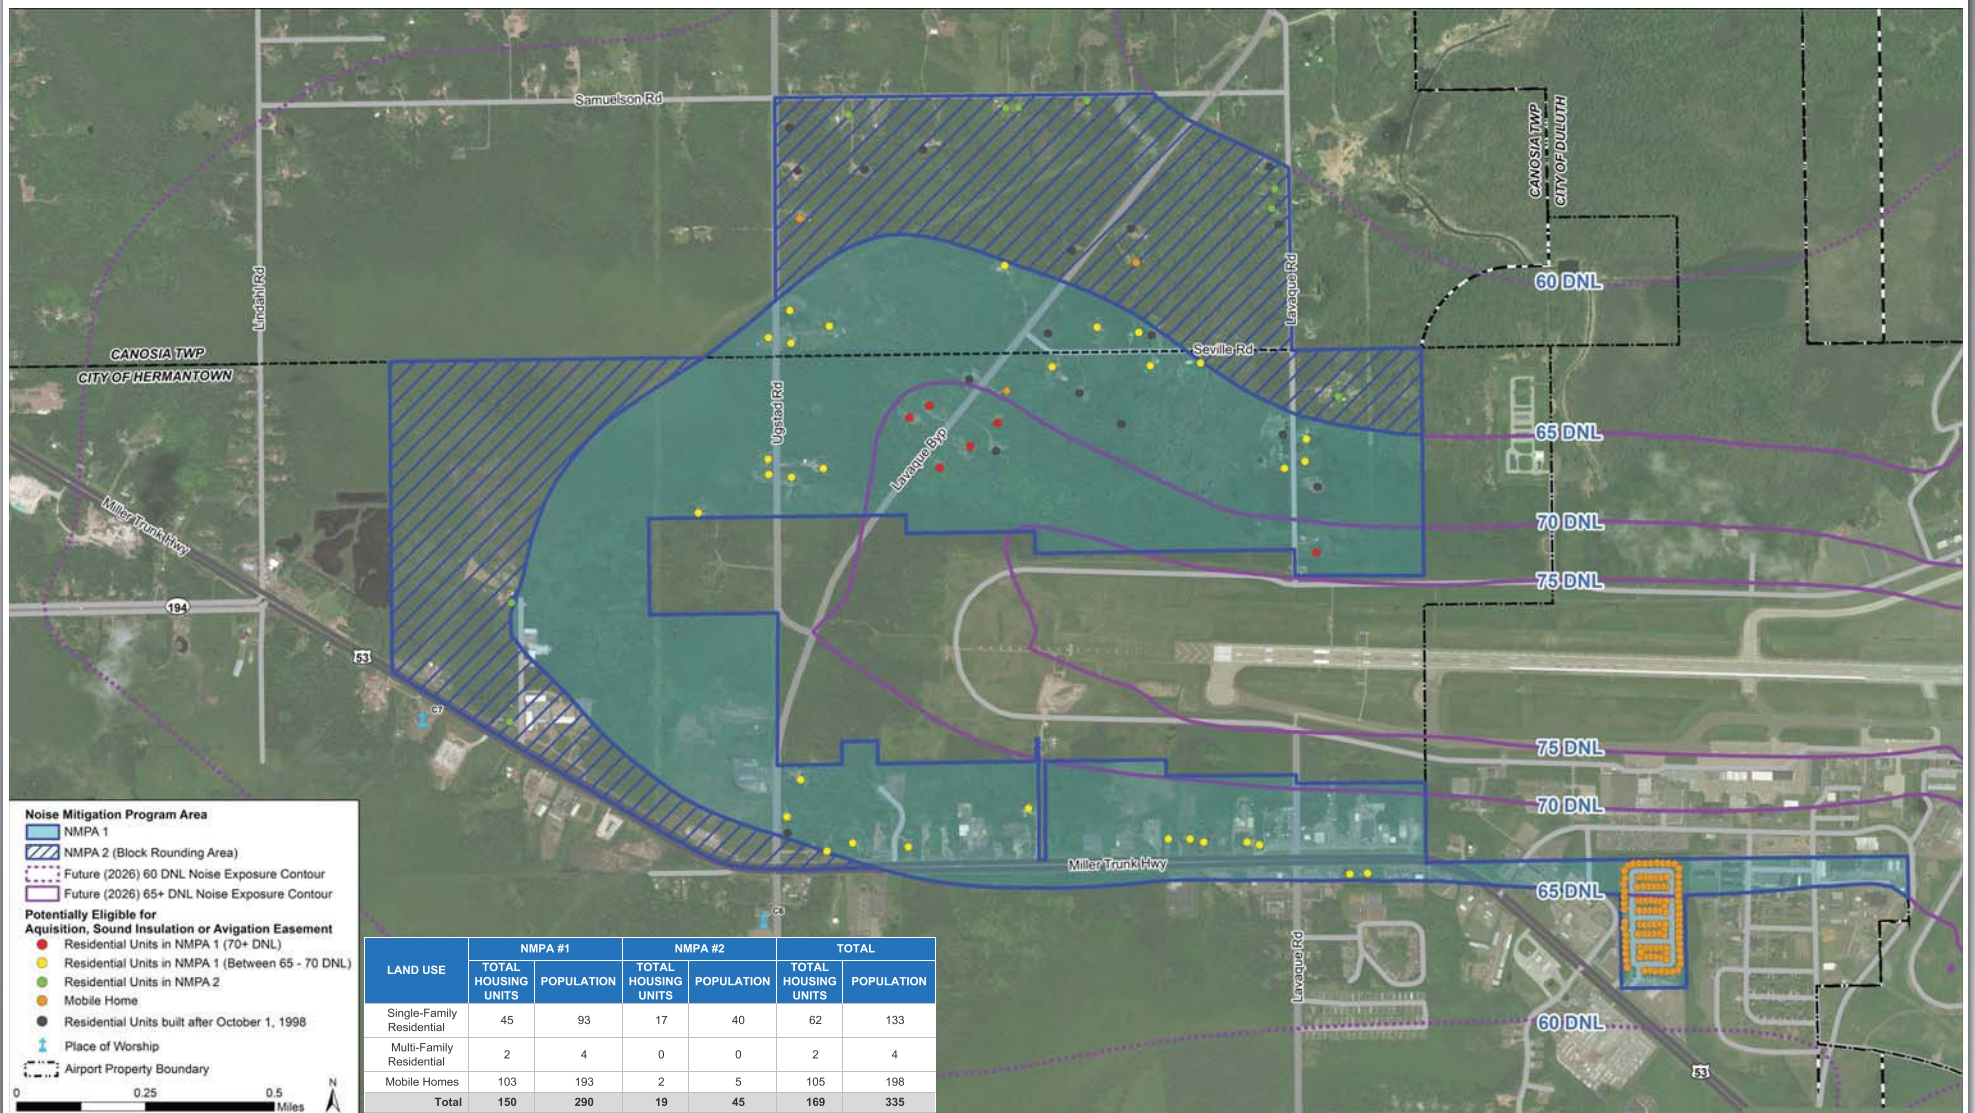 Samuelson Rd
CANOSIA TWP
CITY OF DULUTH
Lindahl Rd
Lavaque Rd
60 DNL
CANOSIA TWP
CITY OF HERMANTOWN
Seville Rd
Ugstad Rd
Lavaque Byp
65 DNL
Miller Trunk Hwy
70 DNL
75 DNL
194
53
C7
75 DNL
70 DNL
Miller Trunk Hwy
65 DNL
C6
Lavaque Rd
60 DNL
53
Noise Mitigation Program Area
NMPA 1
NMPA 2 (Block Rounding Area)
Future (2026) 60 DNL Noise Exposure Contour
Future (2026) 65+ DNL Noise Exposure Contour
Potentially Eligible for
Aquisition, Sound Insulation or Avigation Easement
Residential Units in NMPA 1 (70+ DNL)
Residential Units in NMPA 1 (Between 65 - 70 DNL)
Residential Units in NMPA 2
Mobile Home
Residential Units built after October 1, 1998
Place of Worship
Airport Property Boundary
0 0.25 0.5
Miles
N
LAND USE NMPA #1 NMPA #2 TOTAL
TOTAL HOUSING UNITS POPULATION TOTAL HOUSING UNITS POPULATION TOTAL HOUSING UNITS POPULATION
Single-Family Residential 45 93 17 40 62 133
Multi-Family Residential 2 4 0 0 2 4
Mobile Homes 103 193 2 5 105 198
Total 150 290 19 45 169 335